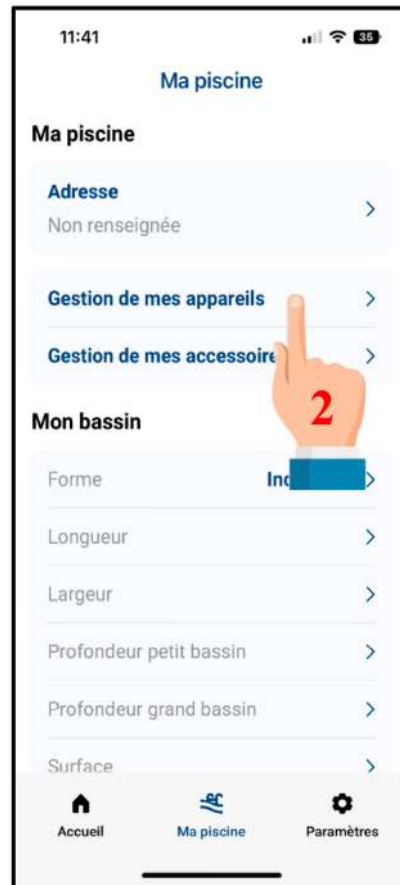 11:41
35
Ma piscine
Ma piscine
Adresse
Non renseignée
Gestion de mes appareils
Gestion de mes accessoire
2
Mon bassin
Forme
Longueur
Largeur
Profondeur petit bassin
Profondeur grand bassin
Surface
Accueil Ma piscine Paramètres